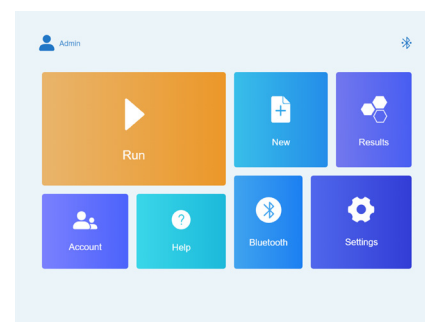 Admin
Run
New
Results
Account
Help
Bluetooth
Settings